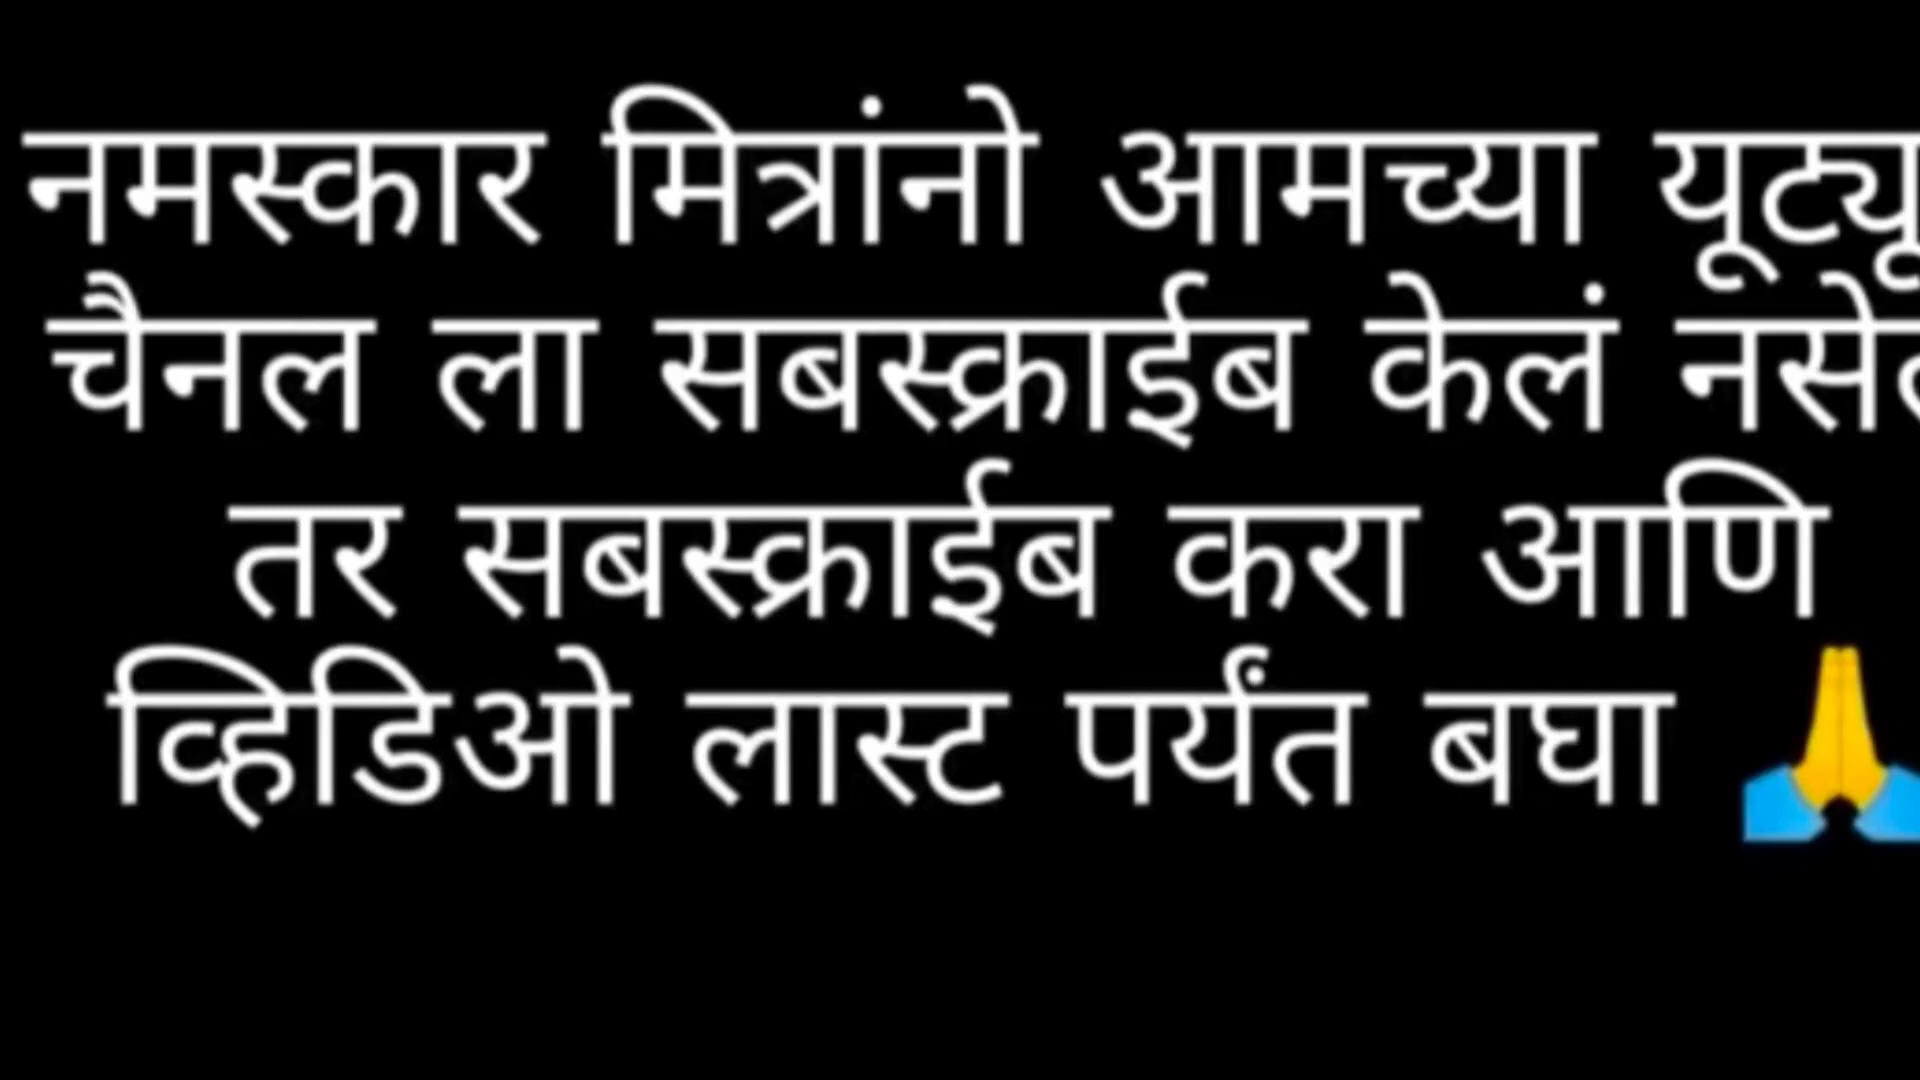 नमस्कार मित्रांनो आमच्या
चैनल ला सबस्क्राईब केलं
तर सबस्क्राईब करा आणि
व्हिडिओ लास्ट पर्यंत बघा 🙏